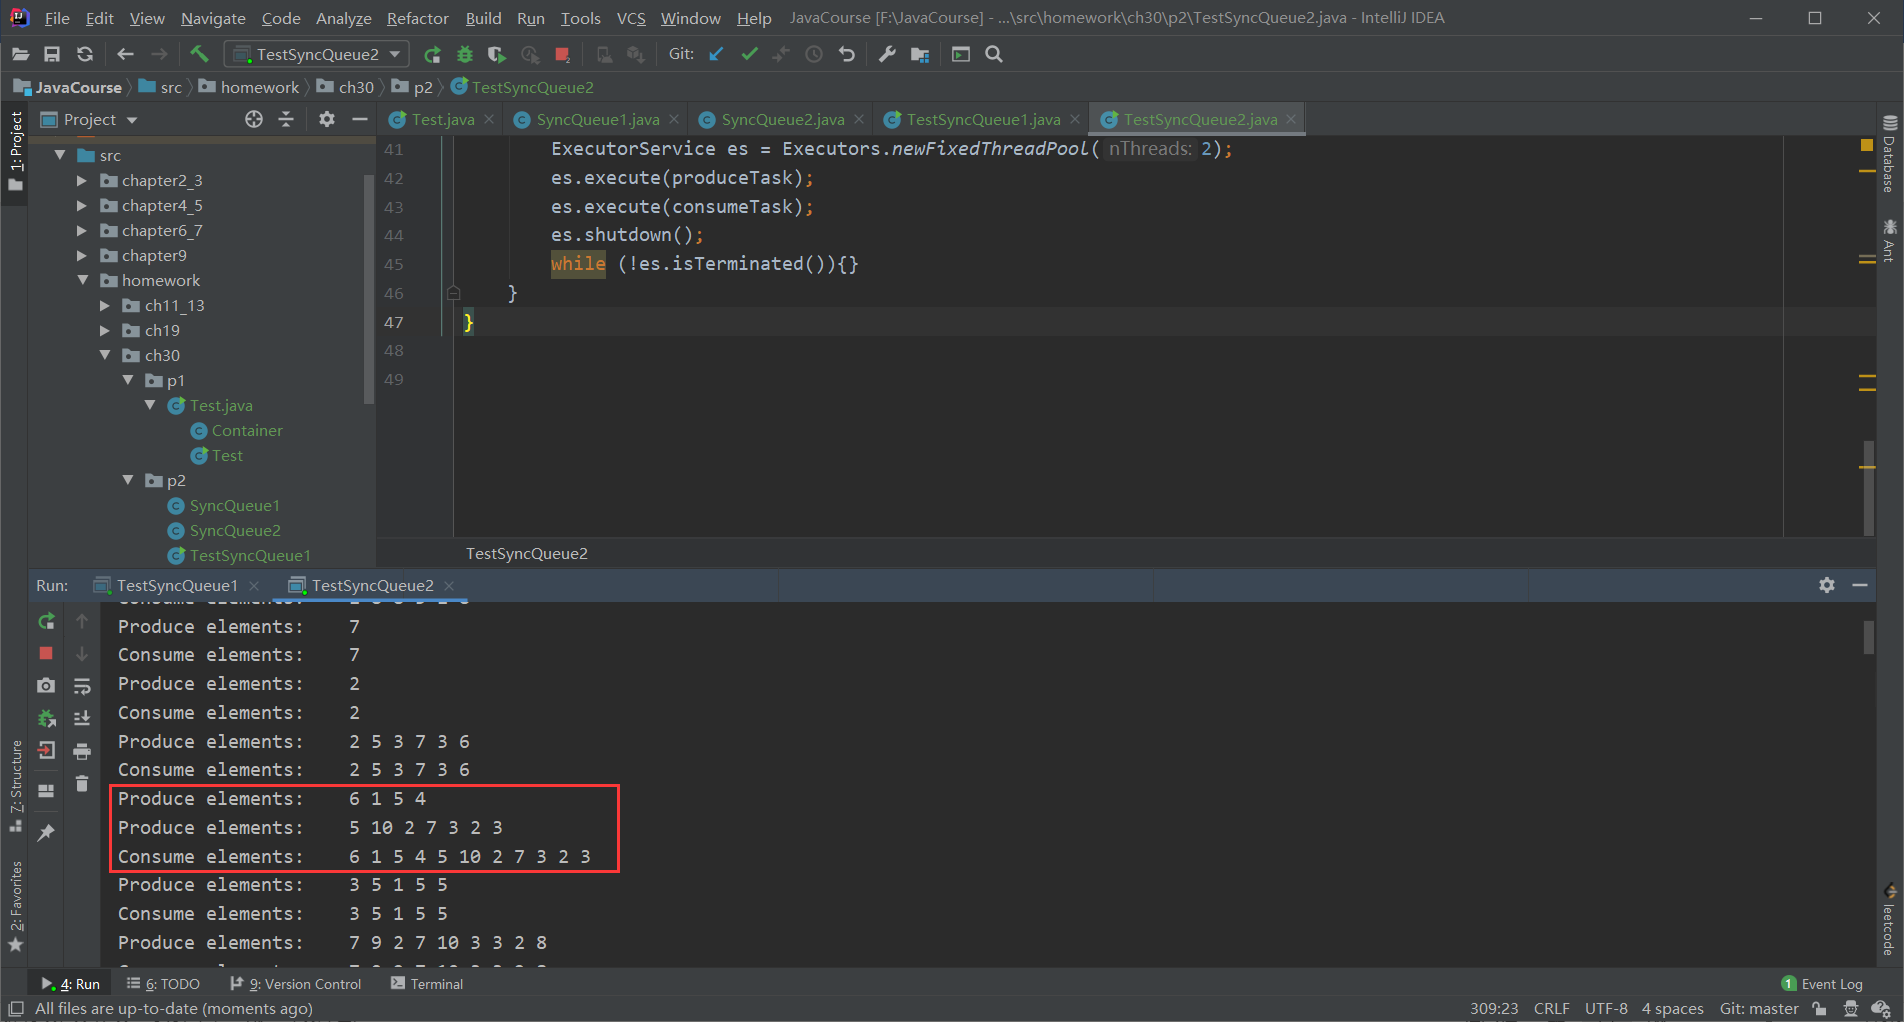 File Edit View Navigate Code Analyze Refactor Build Run Tools VCS Window Help JavaCourse [F:\JavaCourse] - ...\src\homework\ch30\p2\TestSyncQueue2.java - IntelliJ IDEA
TestSyncQueue2 Git:
JavaCourse src homework ch30 p2 TestSyncQueue2
Project Test.java SyncQueue1.java SyncQueue2.java TestSyncQueue1.java TestSyncQueue2.java
1: Project
src
chapter2_3
chapter4_5
chapter6_7
chapter9
homework
ch11_13
ch19
ch30
p1
Test.java
Container
Test
p2
SyncQueue1
SyncQueue2
TestSyncQueue1
41 ExecutorService es = Executors.newFixedThreadPool( nThreads: 2);
42 es.execute(produceTask);
43 es.execute(consumeTask);
44 es.shutdown();
45 while (!es.isTerminated()){}
46 }
47 }
48
49
TestSyncQueue2
Database
Ant
leetcode
Run: TestSyncQueue1 TestSyncQueue2
Produce elements: 7
Consume elements: 7
Produce elements: 2
Consume elements: 2
Produce elements: 2 5 3 7 3 6
Consume elements: 2 5 3 7 3 6
Produce elements: 6 1 5 4
Produce elements: 5 10 2 7 3 2 3
Consume elements: 6 1 5 4 5 10 2 7 3 2 3
Produce elements: 3 5 1 5 5
Consume elements: 3 5 1 5 5
Produce elements: 7 9 2 7 10 3 3 2 8
7: Structure
2: Favorites
4: Run 6: TODO 9: Version Control Terminal 1 Event Log
All files are up-to-date (moments ago) 309:23 CRLF UTF-8 4 spaces Git: master